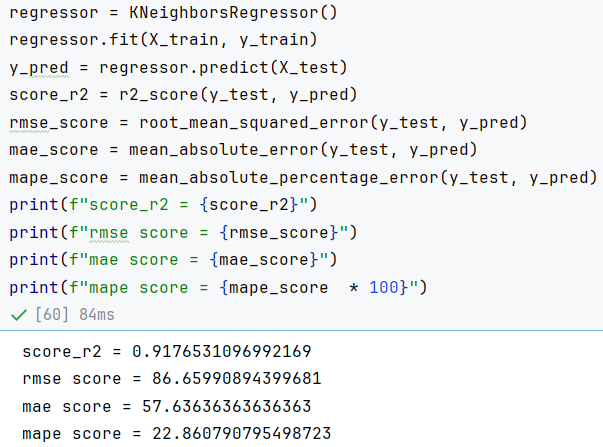 regressor = KNeighborsRegressor()
regressor.fit(X_train, y_train)
y_pred = regressor.predict(X_test)
score_r2 = r2_score(y_test, y_pred)
rmse_score = root_mean_squared_error(y_test, y_pred)
mae_score = mean_absolute_error(y_test, y_pred)
mape_score = mean_absolute_percentage_error(y_test, y_pred)
print(f"score_r2 = {score_r2}")
print(f"rmse score = {rmse_score}")
print(f"mae score = {mae_score}")
print(f"mape score = {mape_score  * 100}")
[60] 84ms
score_r2 = 0.9176531096992169
rmse score = 86.65990894399681
mae score = 57.63636363636363
mape score = 22.860790795498723